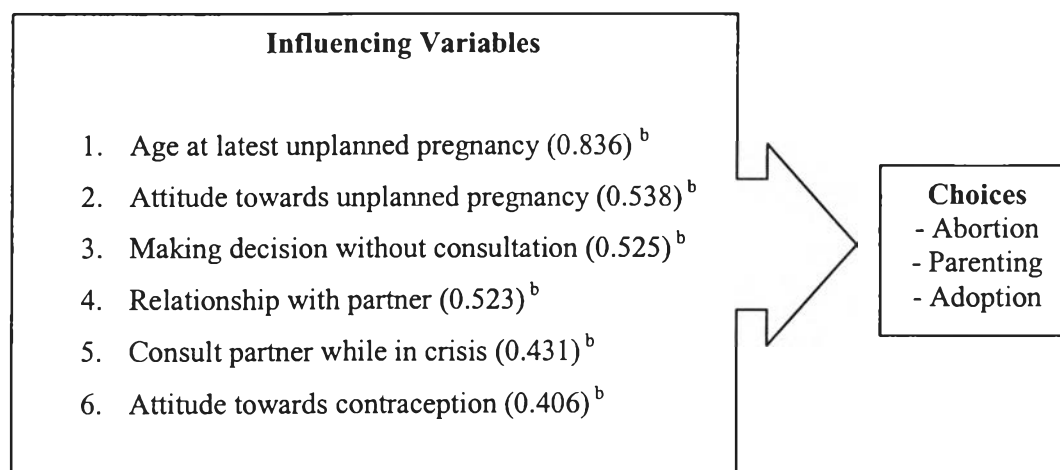 Influencing Variables
1. Age at latest unplanned pregnancy (0.836) b
2. Attitude towards unplanned pregnancy (0.538) b
3. Making decision without consultation (0.525) b
4. Relationship with partner (0.523) b
5. Consult partner while in crisis (0.431) b
6. Attitude towards contraception (0.406) b
Choices
- Abortion
- Parenting
- Adoption